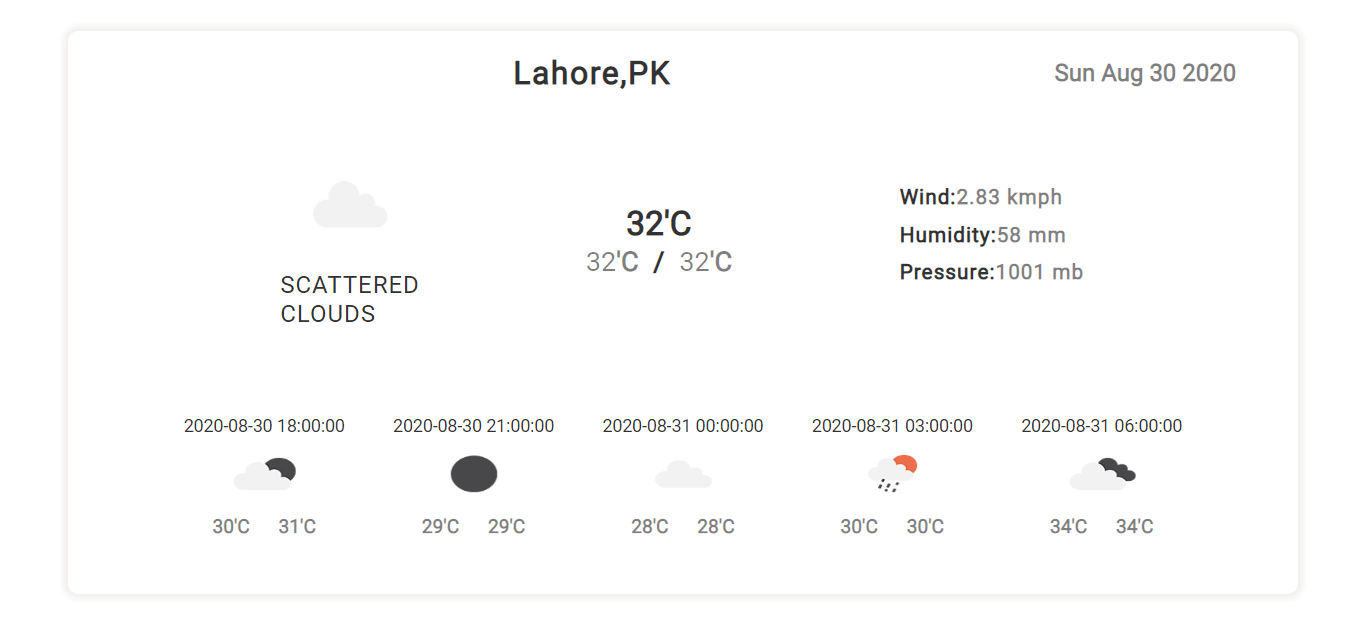 Lahore,PK
Sun Aug 30 2020
SCATTERED
CLOUDS
32'C
32'C / 32'C
Wind:2.83 kmph
Humidity:58 mm
Pressure:1001 mb
2020-08-30 18:00:00
30'C 31'C
2020-08-30 21:00:00
29'C 29'C
2020-08-31 00:00:00
28'C 28'C
2020-08-31 03:00:00
30'C 30'C
2020-08-31 06:00:00
34'C 34'C